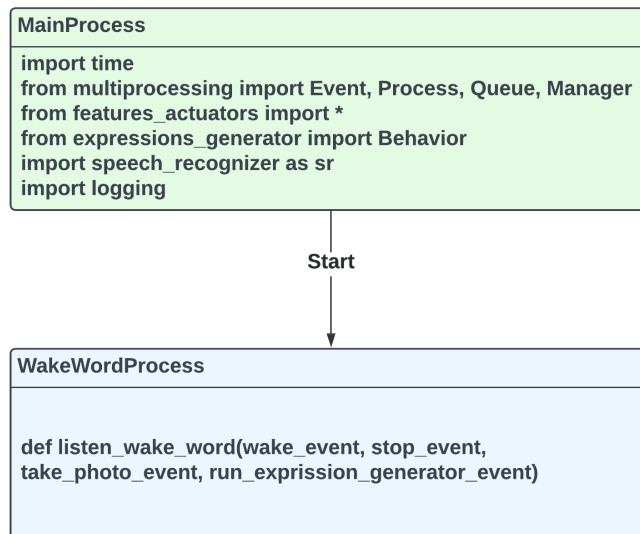 MainProcess
import time
from multiprocessing import Event, Process, Queue, Manager
from features_actuators import *
from expressions_generator import Behavior
import speech_recognizer as sr
import logging
Start
WakeWordProcess
def listen_wake_word(wake_event, stop_event,
take_photo_event, run_exprission_generator_event)